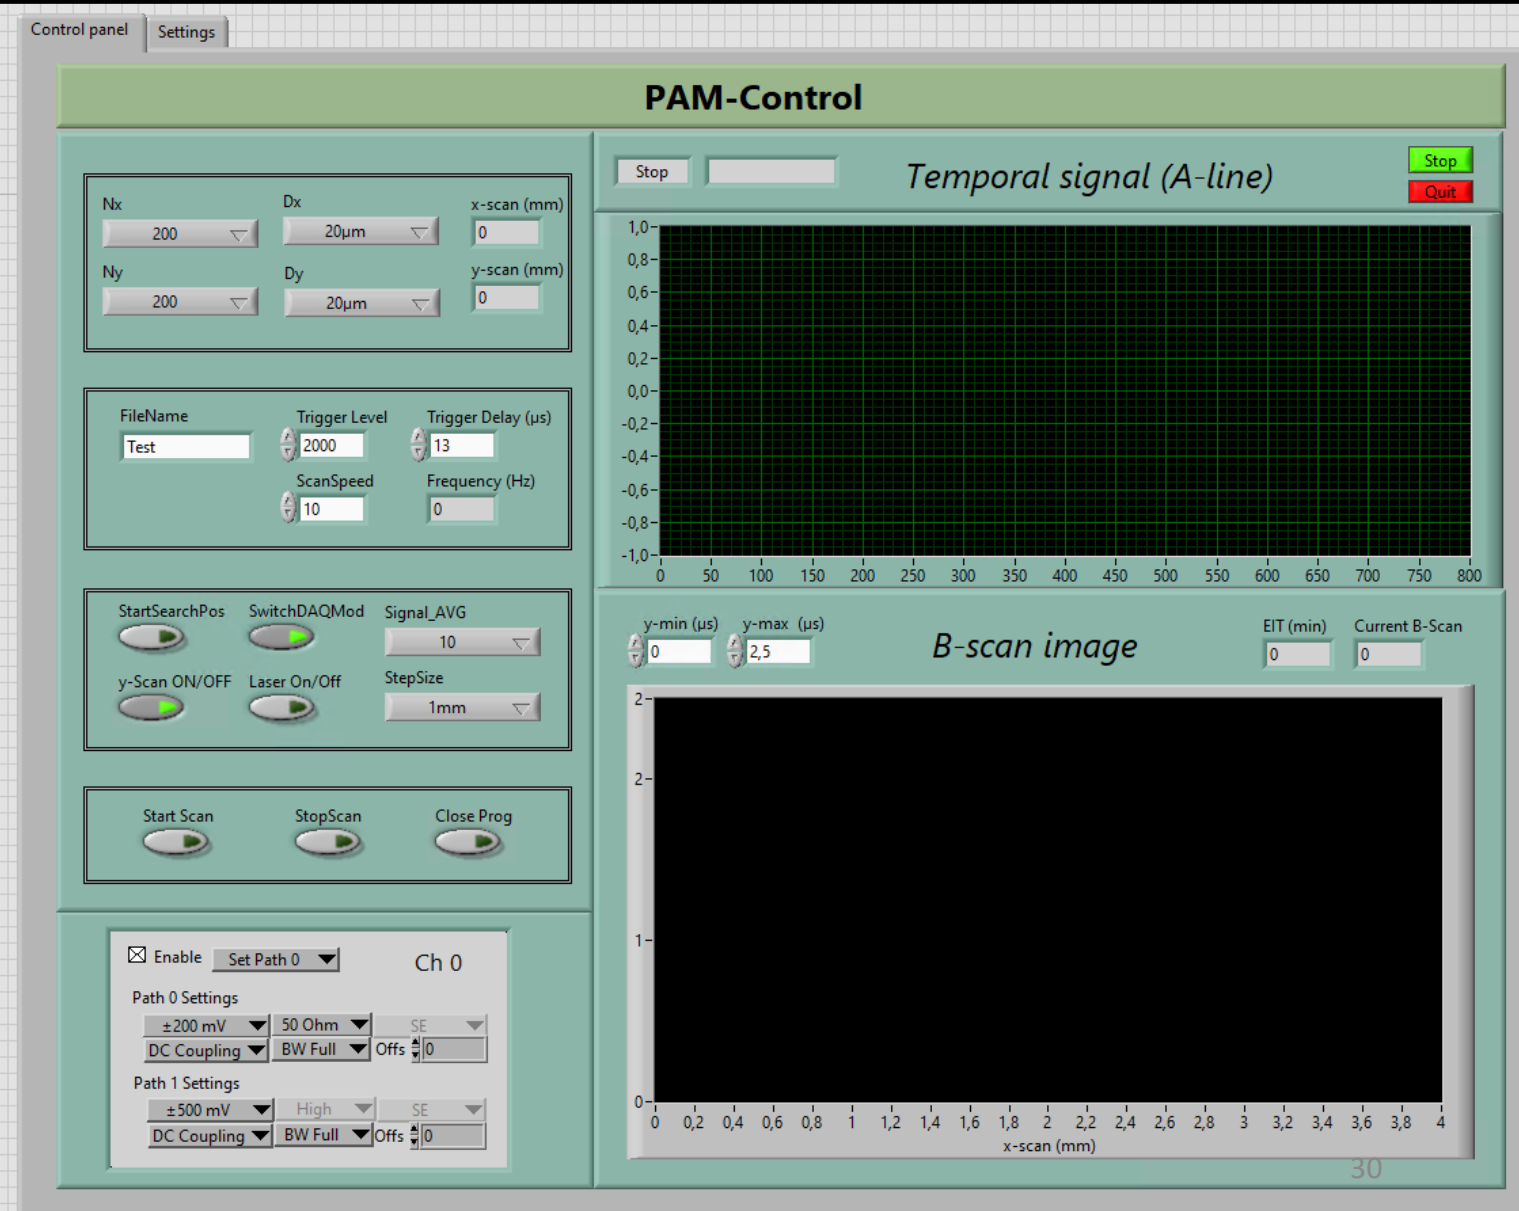 Control panel
Settings
PAM-Control
Nx
Dx
x-scan (mm)
200
20µm
0
Ny
Dy
y-scan (mm)
200
20µm
0
FileName
Trigger Level
Trigger Delay (µs)
Test
2000
13
ScanSpeed
Frequency (Hz)
10
0
StartSearchPos
SwitchDAQMod
Signal_AVG
10
y-Scan ON/OFF
Laser On/Off
StepSize
1mm
Start Scan
StopScan
Close Prog
Enable
Set Path 0
Ch 0
Path 0 Settings
±200 mV
50 Ohm
SE
DC Coupling
BW Full
Offs
0
Path 1 Settings
±500 mV
High
SE
DC Coupling
BW Full
Offs
0
Stop
Temporal signal (A-line)
Stop
Quit
1,0
0,8
0,6
0,4
0,2
0,0
-0,2
-0,4
-0,6
-0,8
-1,0
0 50 100 150 200 250 300 350 400 450 500 550 600 650 700 750 800
y-min (µs)
y-max (µs)
0
2,5
B-scan image
EIT (min)
Current B-Scan
0
0
2
2
1
0
0 0,2 0,4 0,6 0,8 1 1,2 1,4 1,6 1,8 2 2,2 2,4 2,6 2,8 3 3,2 3,4 3,6 3,8 4
x-scan (mm)
30